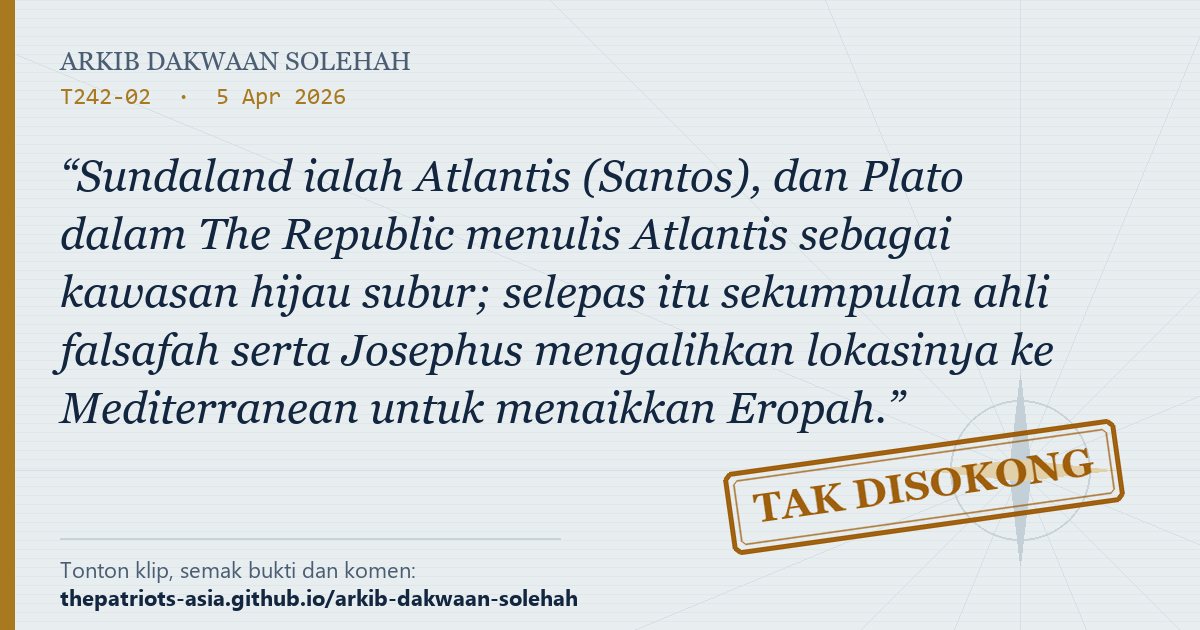 ARKIB DAKWAAN SOLEHAH
T242-02 · 5 Apr 2026
“Sundaland ialah Atlantis (Santos), dan Plato
dalam The Republic menulis Atlantis sebagai
kawasan hijau subur; selepas itu sekumpulan ahli
falsafah serta Josephus mengalihkan lokasinya ke
Mediterranean untuk menaikkan Eropah.”
TAK DISOKONG
Tonton klip, semak bukti dan komen:
thepatriots-asia.github.io/arkib-dakwaan-solehah